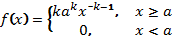 f(x) = { ka^k x^{-k-1},  x ≥ a
0,  x < a